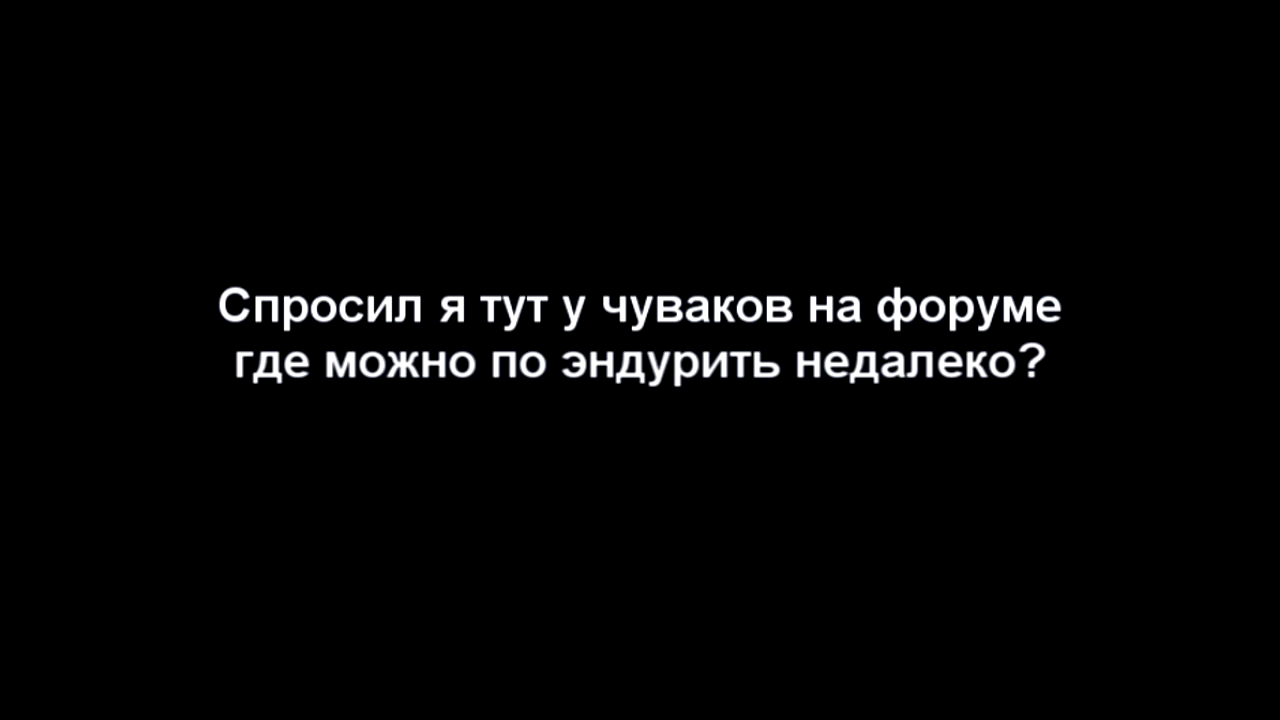 Спросил я тут у чуваков на форуме
где можно по эндурить недалеко?